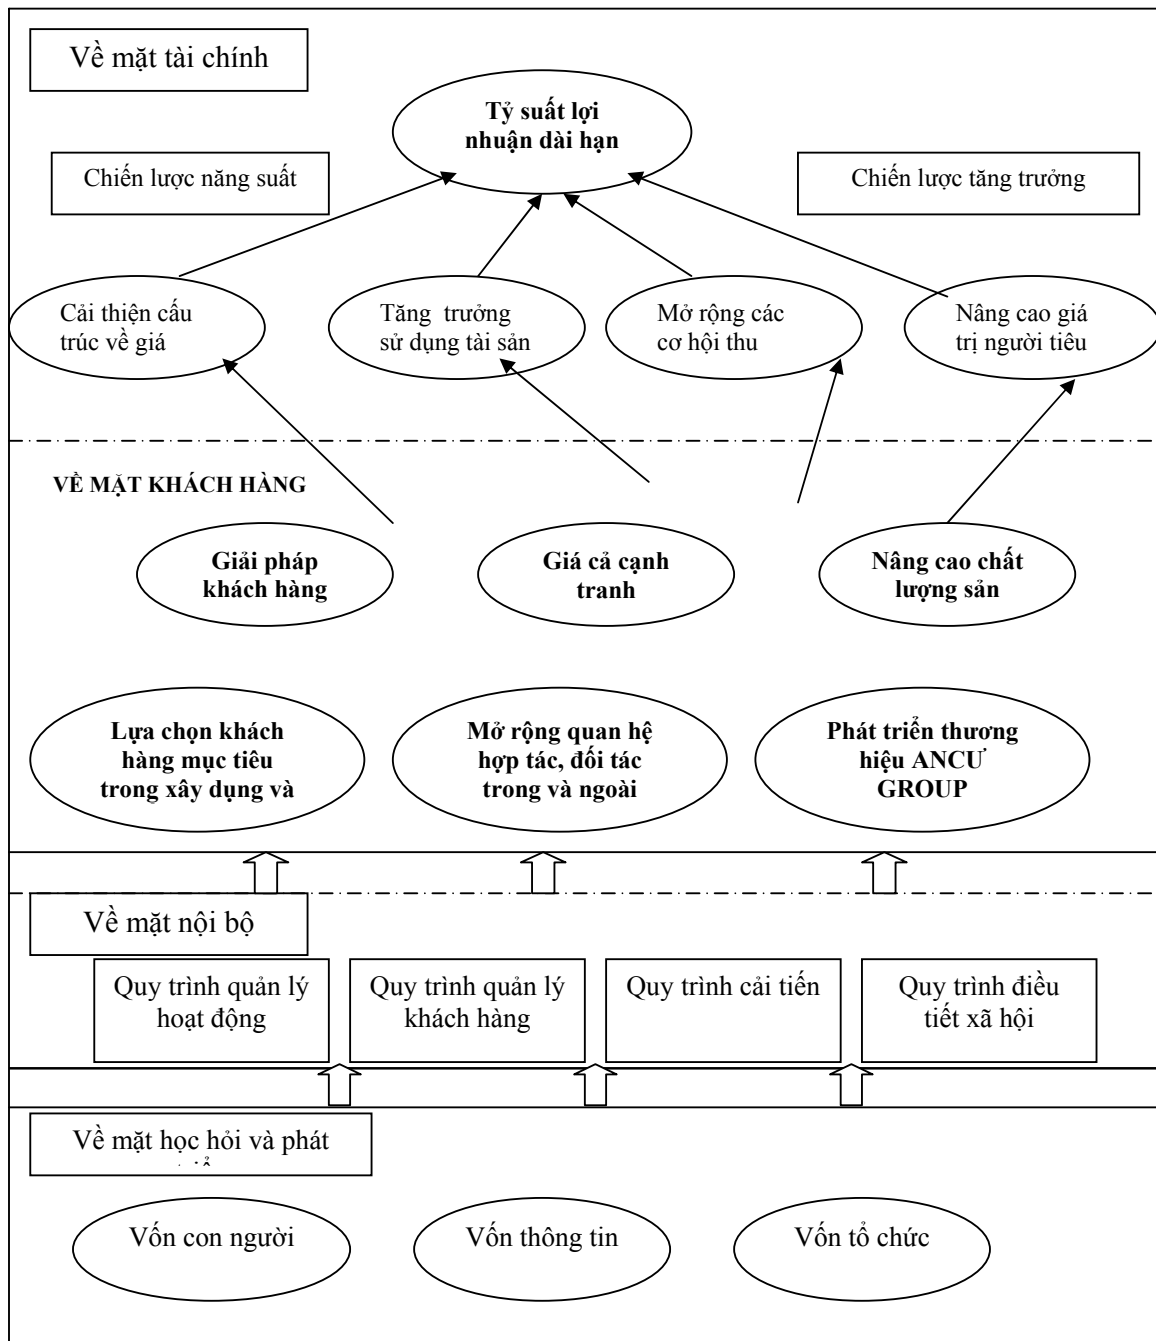 Về mặt tài chính
Tỷ suất lợi
nhuận dài hạn
Chiến lược năng suất
Chiến lược tăng trưởng
Cải thiện cấu
trúc về giá
Tăng trưởng
sử dụng tài sản
Mở rộng các
cơ hội thu
Nâng cao giá
trị người tiêu
VỀ MẶT KHÁCH HÀNG
Giải pháp
khách hàng
Giá cả cạnh
tranh
Nâng cao chất
lượng sản
Lựa chọn khách
hàng mục tiêu
trong xây dụng và
Mở rộng quan hệ
hợp tác, đối tác
trong và ngoài
Phát triển thương
hiệu ANCƯ
GROUP
Về mặt nội bộ
Quy trình quản lý
hoạt động
Quy trình quản lý
khách hàng
Quy trình cải tiến
Quy trình điều
tiết xã hội
Về mặt học hỏi và phát
Vốn con người
Vốn thông tin
Vốn tổ chức